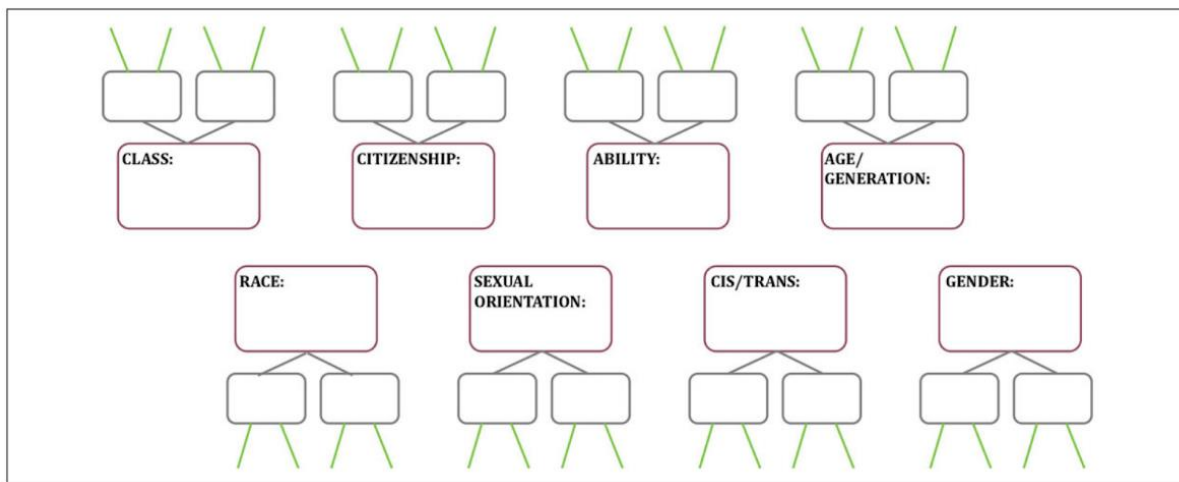 CLASS:
CITIZENSHIP:
ABILITY:
AGE/
GENERATION:
RACE:
SEXUAL
ORIENTATION:
CIS/TRANS:
GENDER: